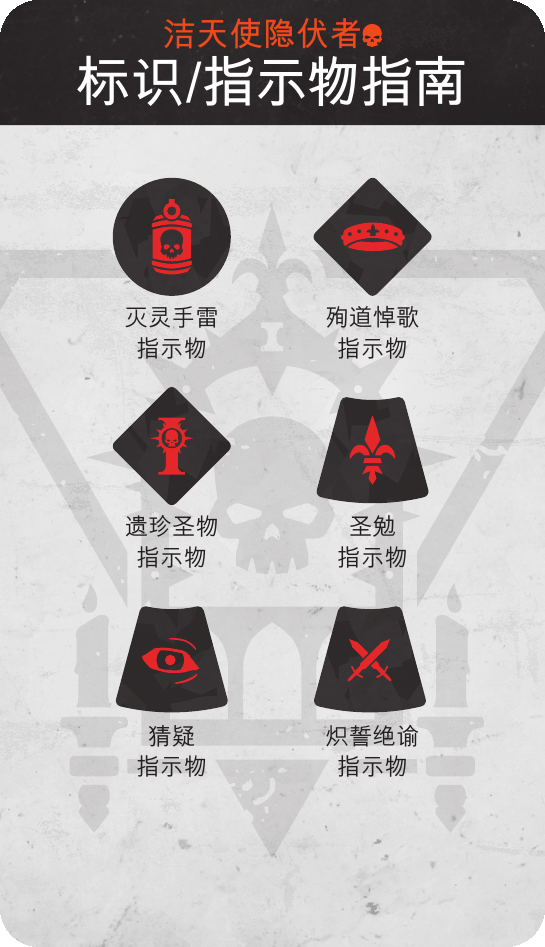 洁天使隐伏者
标识/指示物指南
灭灵手雷
指示物
殉道悼歌
指示物
遗珍圣物
指示物
圣勉
指示物
猜疑
指示物
炽誓绝谕
指示物